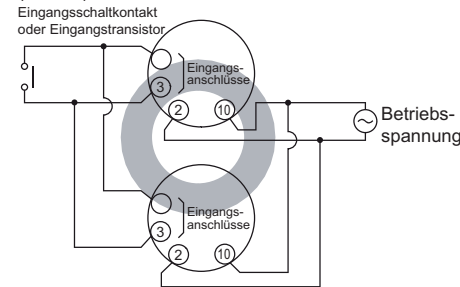 Eingangsschaltkontakt
oder Eingangstransistor
Eingangs-
anschlüsse
3
2
10
Betriebs-
spannung
Eingangs-
anschlüsse
3
2
10